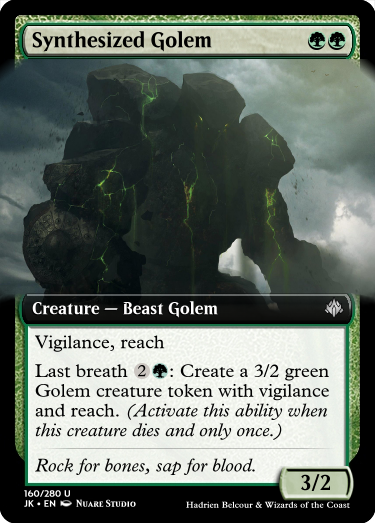 Synthesized Golem
Creature — Beast Golem
Vigilance, reach
Last breath 2: Create a 3/2 green
Golem creature token with vigilance
and reach. (Activate this ability when
this creature dies and only once.)
Rock for bones, sap for blood.
3/2
160/280 U
JK • EN Nuare Studio
Hadrien Belcour & Wizards of the Coast